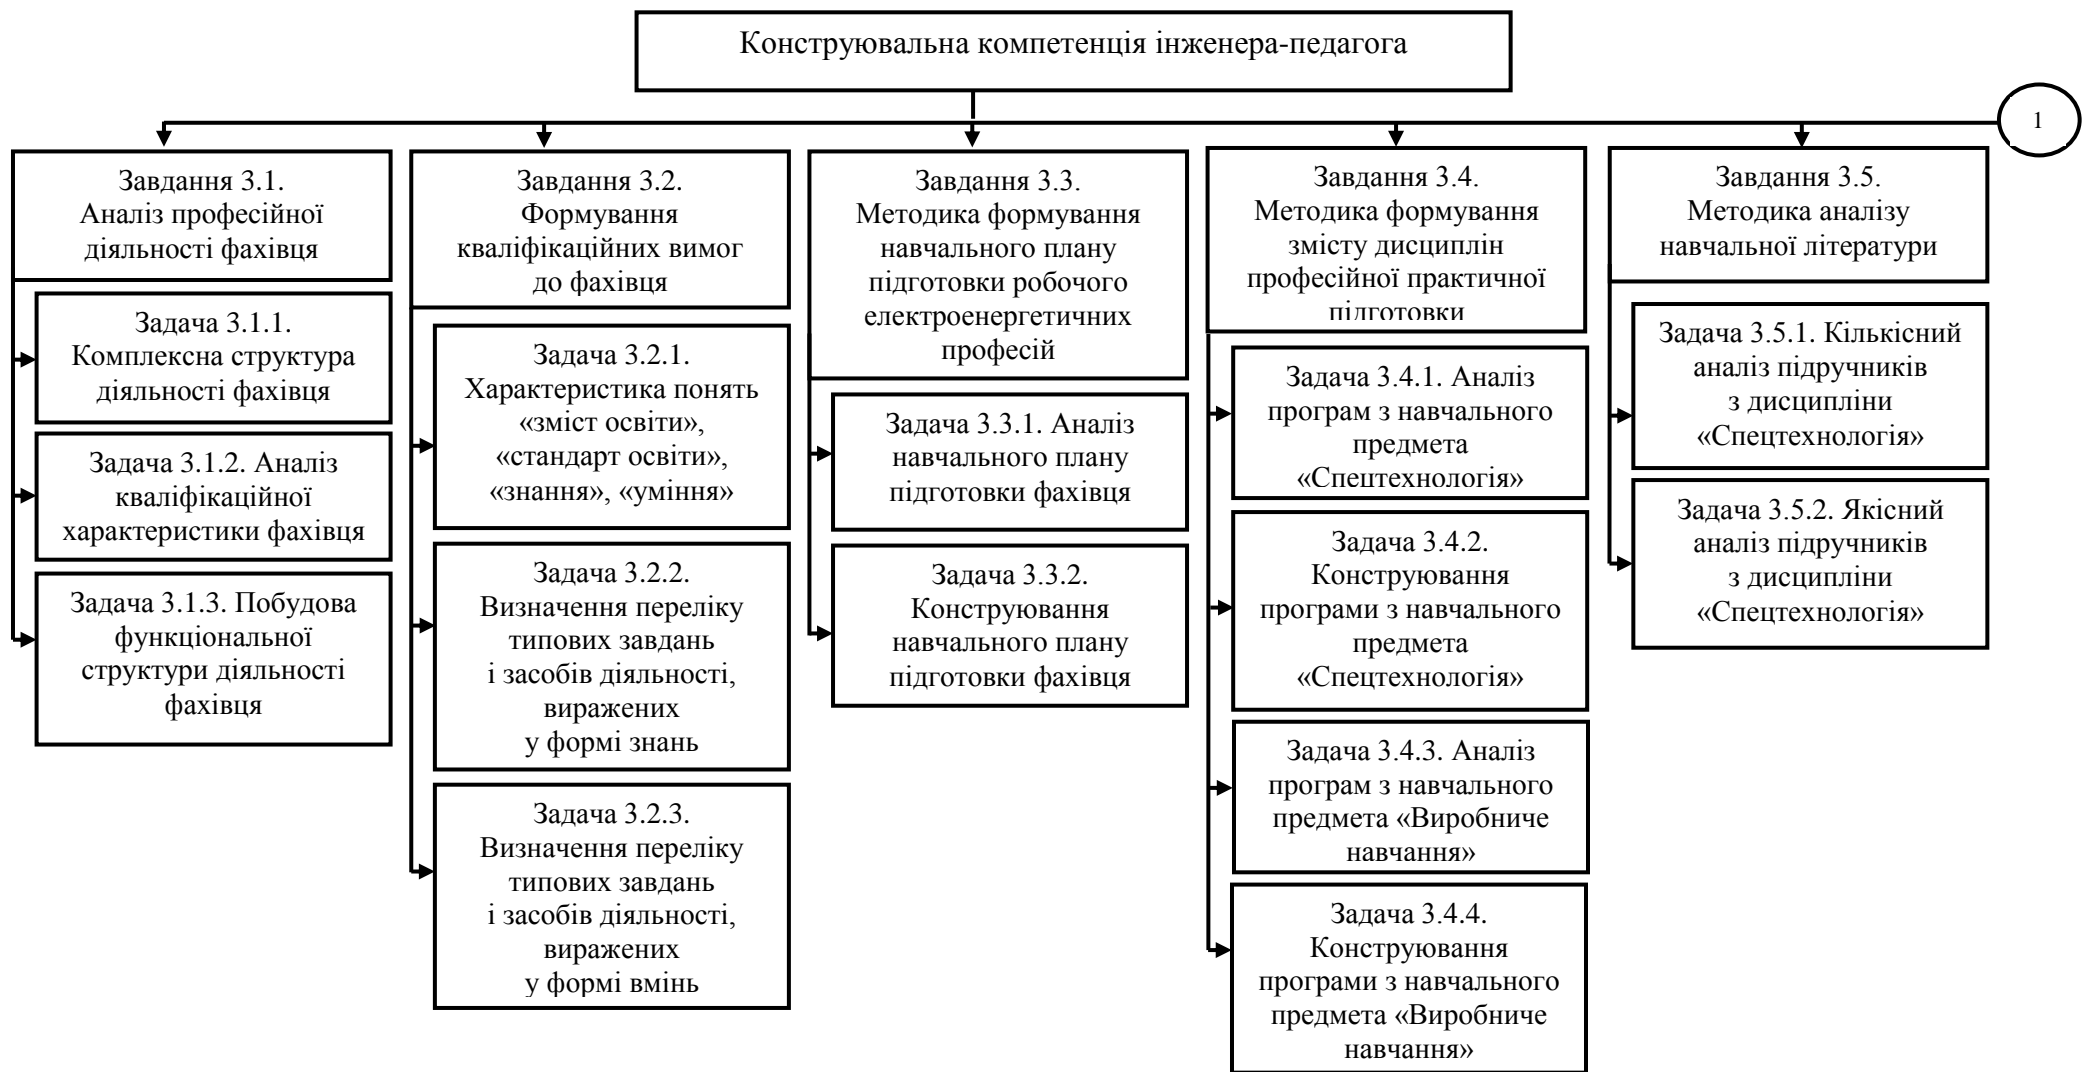 Конструювальна компетенція інженера-педагога
1
Завдання 3.1.
Аналіз професійної
діяльності фахівця
Задача 3.1.1.
Комплексна структура
діяльності фахівця
Задача 3.1.2. Аналіз
кваліфікаційної
характеристики фахівця
Задача 3.1.3. Побудова
функціональної
структури діяльності
фахівця
Завдання 3.2.
Формування
кваліфікаційних вимог
до фахівця
Задача 3.2.1.
Характеристика понять
«зміст освіти»,
«стандарт освіти»,
«знання», «уміння»
Задача 3.2.2.
Визначення переліку
типових завдань
і засобів діяльності,
виражених
у формі знань
Задача 3.2.3.
Визначення переліку
типових завдань
і засобів діяльності,
виражених
у формі вмінь
Завдання 3.3.
Методика формування
навчального плану
підготовки робочого
електроенергетичних
професій
Задача 3.3.1. Аналіз
навчального плану
підготовки фахівця
Задача 3.3.2.
Конструювання
навчального плану
підготовки фахівця
Завдання 3.4.
Методика формування
змісту дисциплін
професійної практичної
підготовки
Задача 3.4.1. Аналіз
програм з навчального
предмета
«Спецтехнологія»
Задача 3.4.2.
Конструювання
програми з навчального
предмета
«Спецтехнологія»
Задача 3.4.3. Аналіз
програм з навчального
предмета «Виробниче
навчання»
Задача 3.4.4.
Конструювання
програми з навчального
предмета «Виробниче
навчання»
Завдання 3.5.
Методика аналізу
навчальної літератури
Задача 3.5.1. Кількісний
аналіз підручників
з дисципліни
«Спецтехнологія»
Задача 3.5.2. Якісний
аналіз підручників
з дисципліни
«Спецтехнологія»